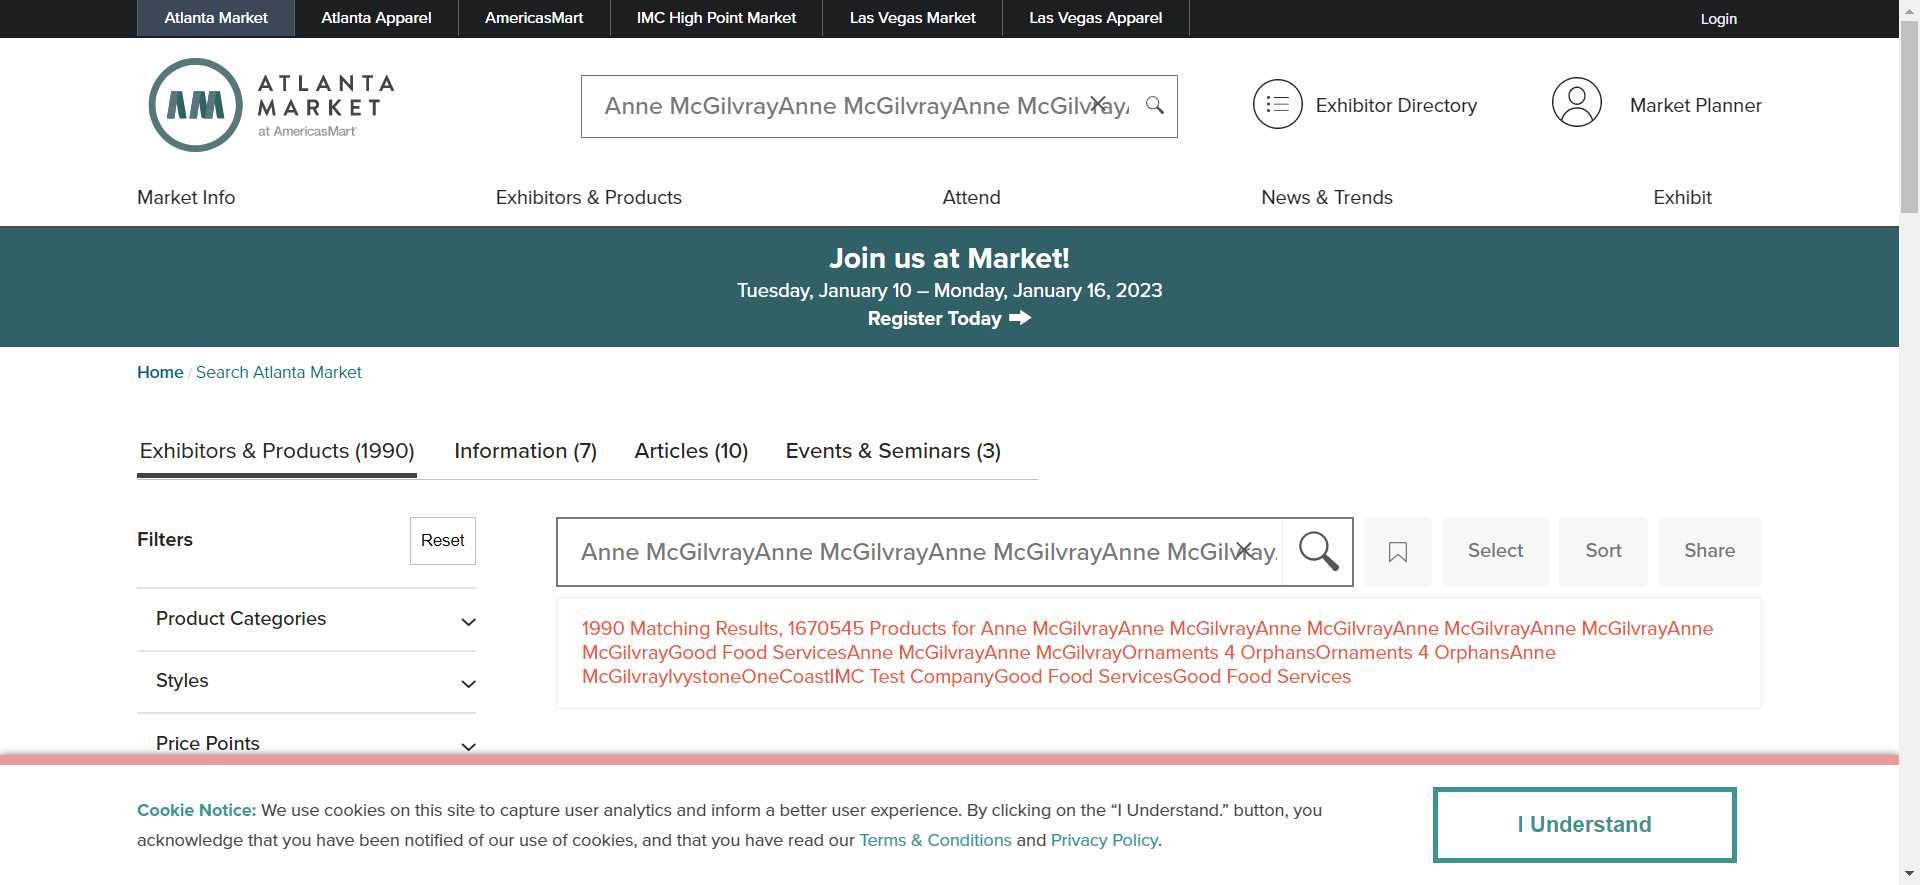 Atlanta Market Atlanta Apparel AmericasMart IMC High Point Market Las Vegas Market Las Vegas Apparel Login
AM ATLANTA
MARKET
at AmericasMart
Anne McGilvrayAnne McGilvrayAnne McGilvray
Exhibitor Directory
Market Planner
Market Info Exhibitors & Products Attend News & Trends Exhibit
Join us at Market!
Tuesday, January 10 – Monday, January 16, 2023
Register Today
Home / Search Atlanta Market
Exhibitors & Products (1990) Information (7) Articles (10) Events & Seminars (3)
Filters
Reset
Product Categories
Styles
Price Points
Anne McGilvrayAnne McGilvrayAnne McGilvrayAnne McGilvray
Select Sort Share
1990 Matching Results, 1670545 Products for Anne McGilvrayAnne McGilvrayAnne McGilvrayAnne McGilvrayAnne McGilvrayAnne
McGilvrayGood Food ServicesAnne McGilvrayAnne McGilvrayOrnaments 4 OrphansOrnaments 4 OrphansAnne
McGilvrayIvystoneOneCoastIMC Test CompanyGood Food ServicesGood Food Services
Cookie Notice: We use cookies on this site to capture user analytics and inform a better user experience. By clicking on the “I Understand.” button, you
acknowledge that you have been notified of our use of cookies, and that you have read our Terms & Conditions and Privacy Policy.
I Understand